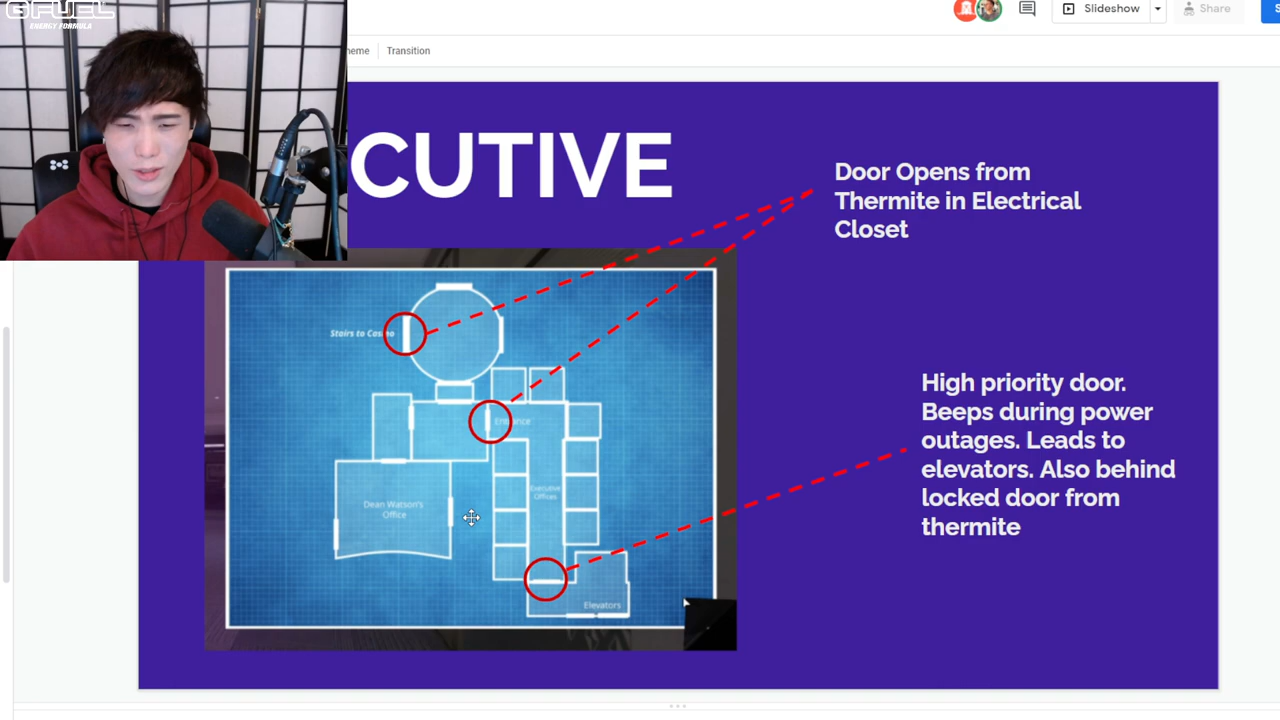 G FUEL
ENERGY FORMULA
Slideshow
Share
heme
Transition
CUTIVE
Door Opens from
Thermite in Electrical
Closet
Stairs to Casino
Entrance
High priority door.
Beeps during power
outages. Leads to
elevators. Also behind
locked door from
thermite
Executive
Offices
Dean Watson's
Office
Elevators